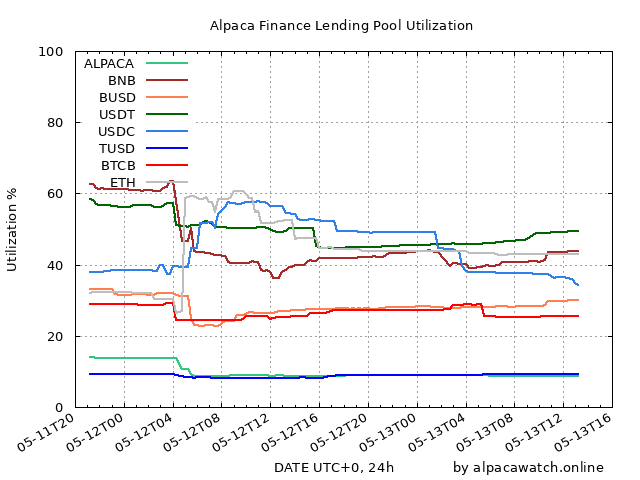 Alpaca Finance Lending Pool Utilization
100
80
60
40
20
0
Utilization %
ALPACA
BNB
BUSD
USDT
USDC
TUSD
BTCB
ETH
05-11T20
05-12T00
05-12T04
05-12T08
05-12T12
05-12T16
05-12T20
05-13T00
05-13T04
05-13T08
05-13T12
05-13T16
DATE UTC+0, 24h
by alpacawatch.online